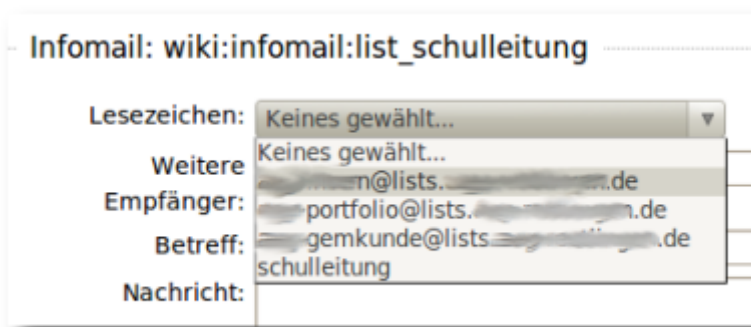 Infomail: wiki:infomail:list_schulleitung
Lesezeichen: Keines gewählt...
Keines gewählt...
Weitere Empfänger:
n@lists. .de
-portfolio@lists. n.de
-gemkunde@lists. .de
schulleitung
Betreff:
Nachricht: